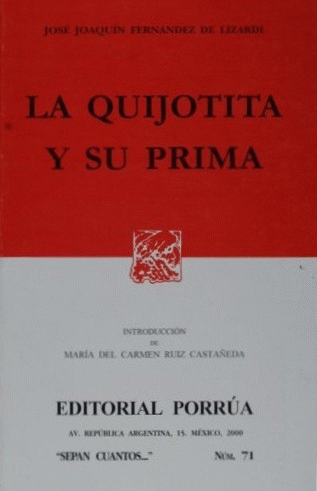 JOSÉ JOAQUÍN FERNÁNDEZ DE LIZARDI
LA QUIJOTITA
Y SU PRIMA
INTRODUCCIÓN
DE
MARÍA DEL CARMEN RUIZ CASTAÑEDA
EDITORIAL PORRÚA
AV. REPÚBLICA ARGENTINA, 15. MÉXICO, 2000
"SEPAN CUANTOS..." NÚM. 71